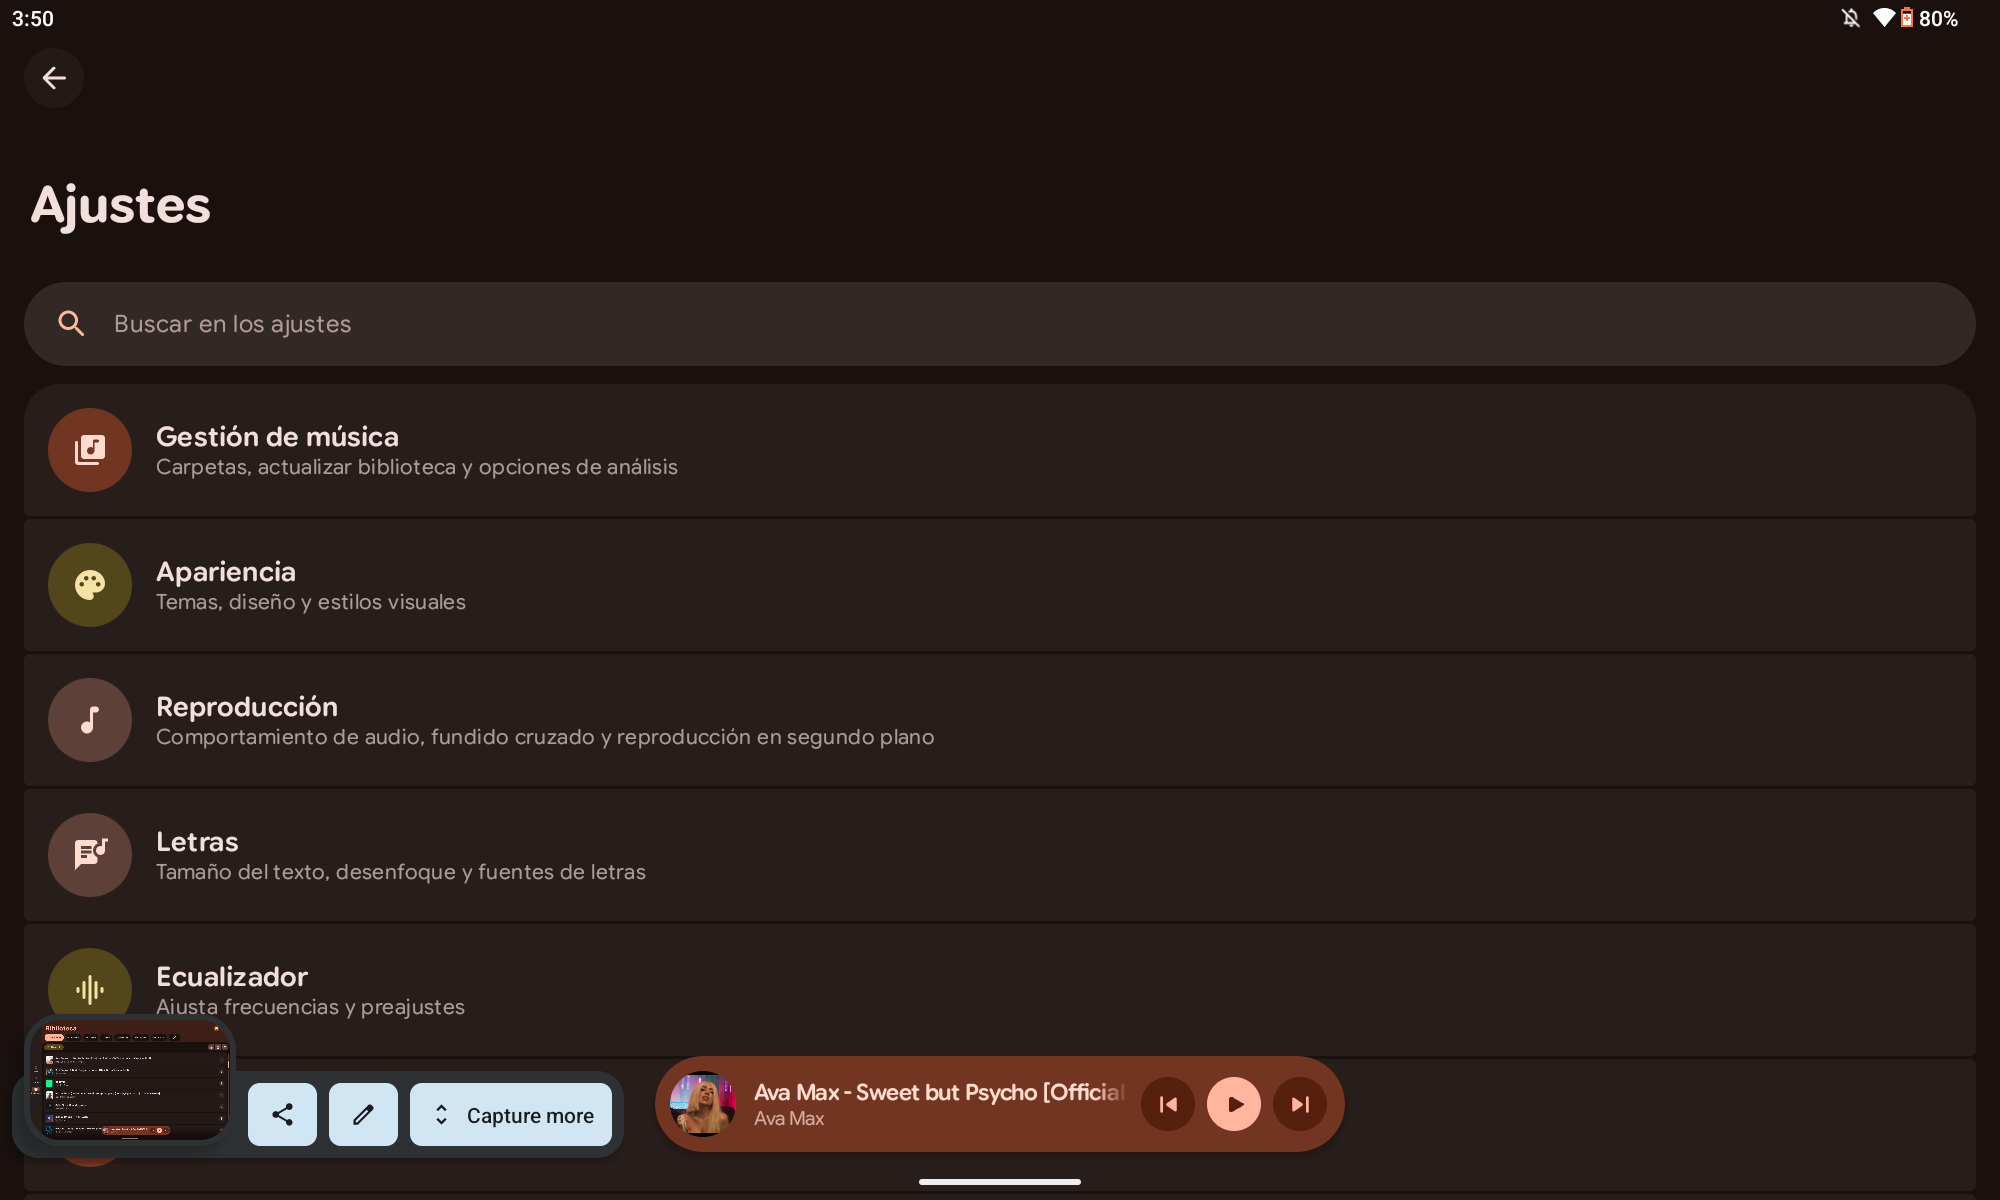 3:50
80%
Ajustes
Buscar en los ajustes
Gestión de música
Carpetas, actualizar biblioteca y opciones de análisis
Apariencia
Temas, diseño y estilos visuales
Reproducción
Comportamiento de audio, fundido cruzado y reproducción en segundo plano
Letras
Tamaño del texto, desenfoque y fuentes de letras
Ecualizador
Ajusta frecuencias y preajustes
Biblioteca
Capture more
Ava Max - Sweet but Psycho [Official
Ava Max